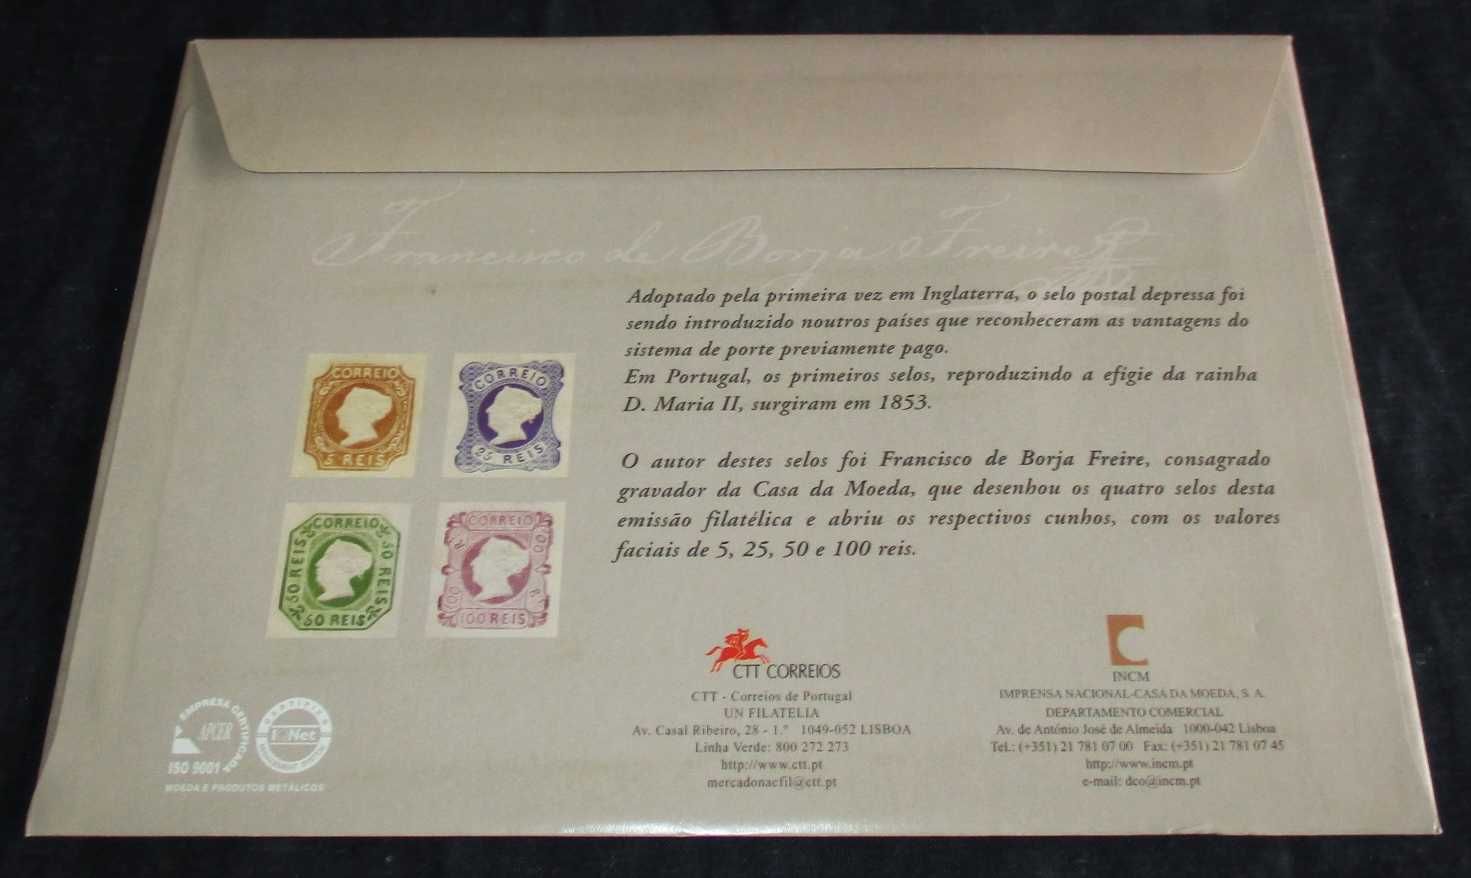 Francisco de Borja Freire
Adoptado pela primeira vez em Inglaterra, o selo postal depressa foi
sendo introduzido noutros países que reconheceram as vantagens do
sistema de porte previamente pago.
Em Portugal, os primeiros selos, reproduzindo a efígie da rainha
D. Maria II, surgiram em 1853.
O autor destes selos foi Francisco de Borja Freire, consagrado
gravador da Casa da Moeda, que desenhou os quatro selos desta
emissão filatélica e abriu os respectivos cunhos, com os valores
faciais de 5, 25, 50 e 100 reis.
CORREIO
5 REIS
CORREIO
25 REIS
CORREIO
50 REIS
50 REIS
50 REIS
CORREIO
100 R.
100 R.
100 REIS
EMPRESA CERTIFICADA
APCER
ISO 9001
IQNet
MOEDA E PRODUTOS METÁLICOS
CTT CORREIOS
CTT - Correios de Portugal
UN FILATELIA
Av. Casal Ribeiro, 28 - 1.° 1049-052 LISBOA
Linha Verde: 800 272 273
http://www.ctt.pt
mercadonacfil@ctt.pt
INCM
IMPRENSA NACIONAL-CASA DA MOEDA, S. A.
DEPARTAMENTO COMERCIAL
Av. de António José de Almeida 1000-042 Lisboa
Tel.: (+351) 21 781 07 00 Fax: (+351) 21 781 07 45
http://www.incm.pt
e-mail: dco@incm.pt